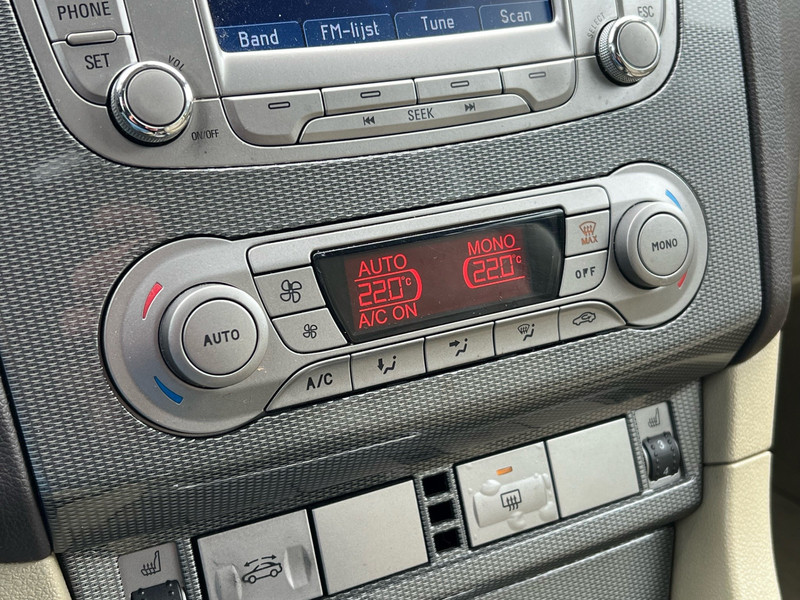 PHONE
SET
VOL
ON/OFF
Band
FM-lijst
Tune
Scan
SEEK
SELECT
ESC
AUTO
22.0°C
A/C ON
MONO
22.0°C
MAX
OFF
AUTO
MONO
A/C